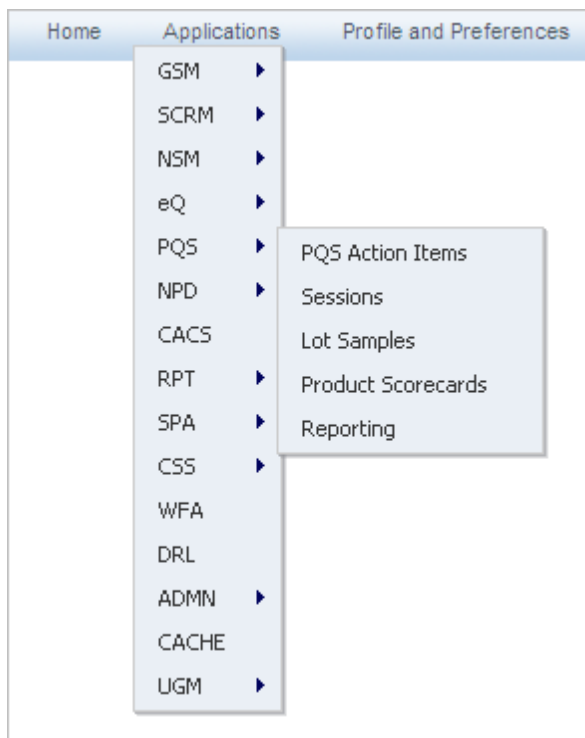 Home Applications Profile and Preferences
GSM
SCRM
NSM
eQ
PQS
NPD
CACS
RPT
SPA
CSS
WFA
DRL
ADMN
CACHE
UGM
PQS Action Items
Sessions
Lot Samples
Product Scorecards
Reporting